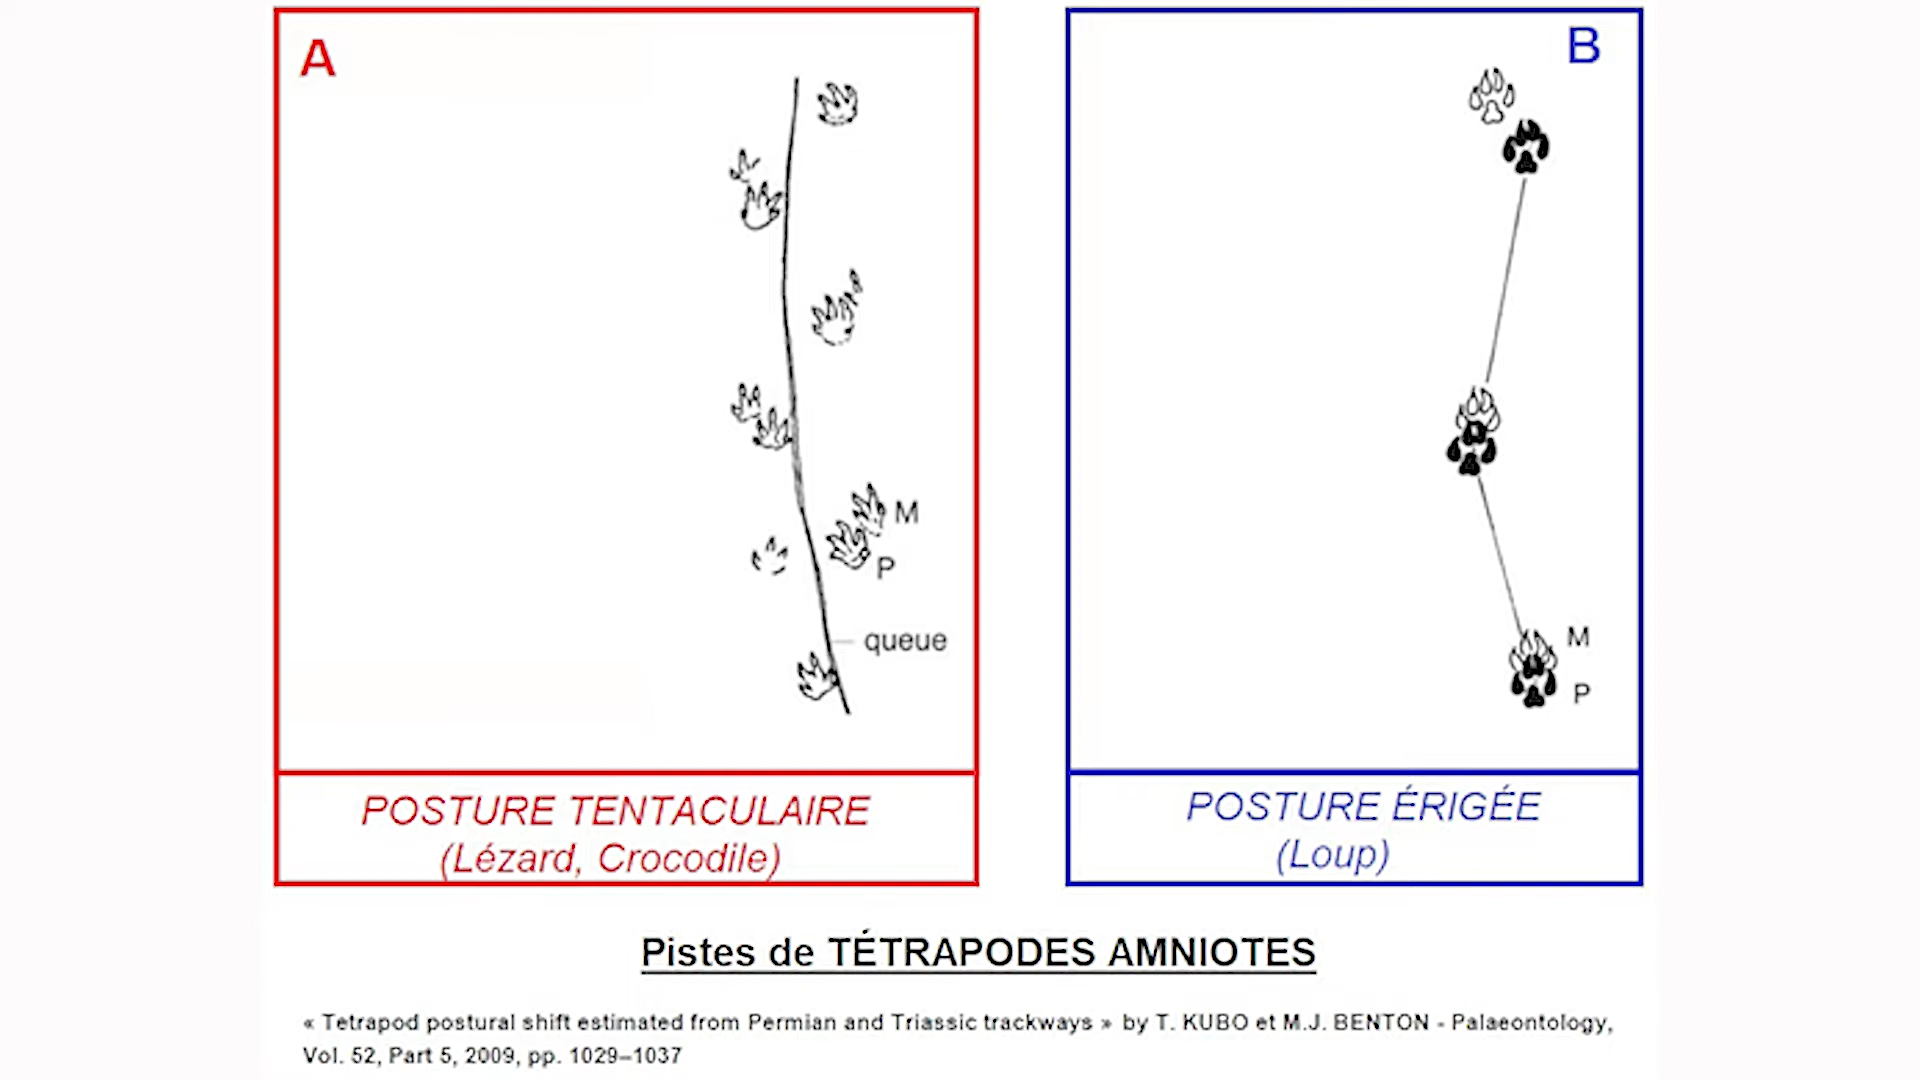 A
M
P
queue
POSTURE TENTACULAIRE
(Lézard, Crocodile)
B
M
P
POSTURE ÉRIGÉE
(Loup)
Pistes de TÉTRAPODES AMNIOTES
« Tetrapod postural shift estimated from Permian and Triassic trackways » by T. KUBO et M.J. BENTON - Palaeontology,
Vol. 52, Part 5, 2009, pp. 1029–1037